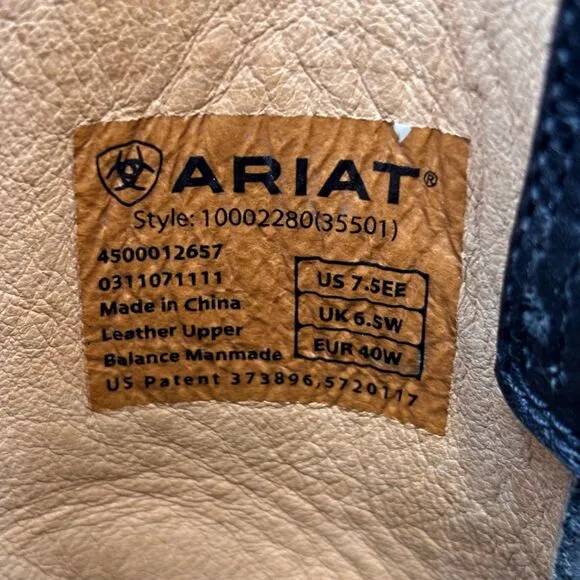 ARIAT®
Style: 10002280(35501)
4500012657
0311071111
Made in China
Leather Upper
Balance Manmade
US Patent 373896,5720117
US 7.5EE
UK 6.5W
EUR 40W